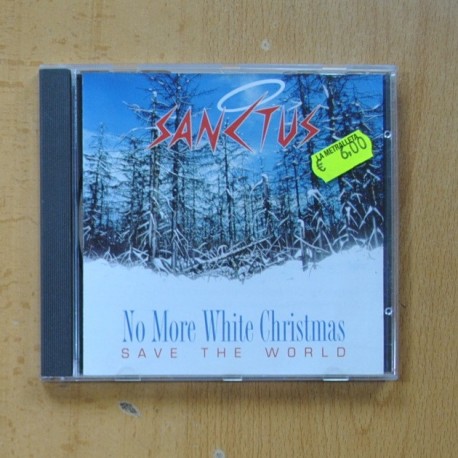 SANCTUS
LA METRALLETA
€ 6.00
No More White Christmas
SAVE THE WORLD